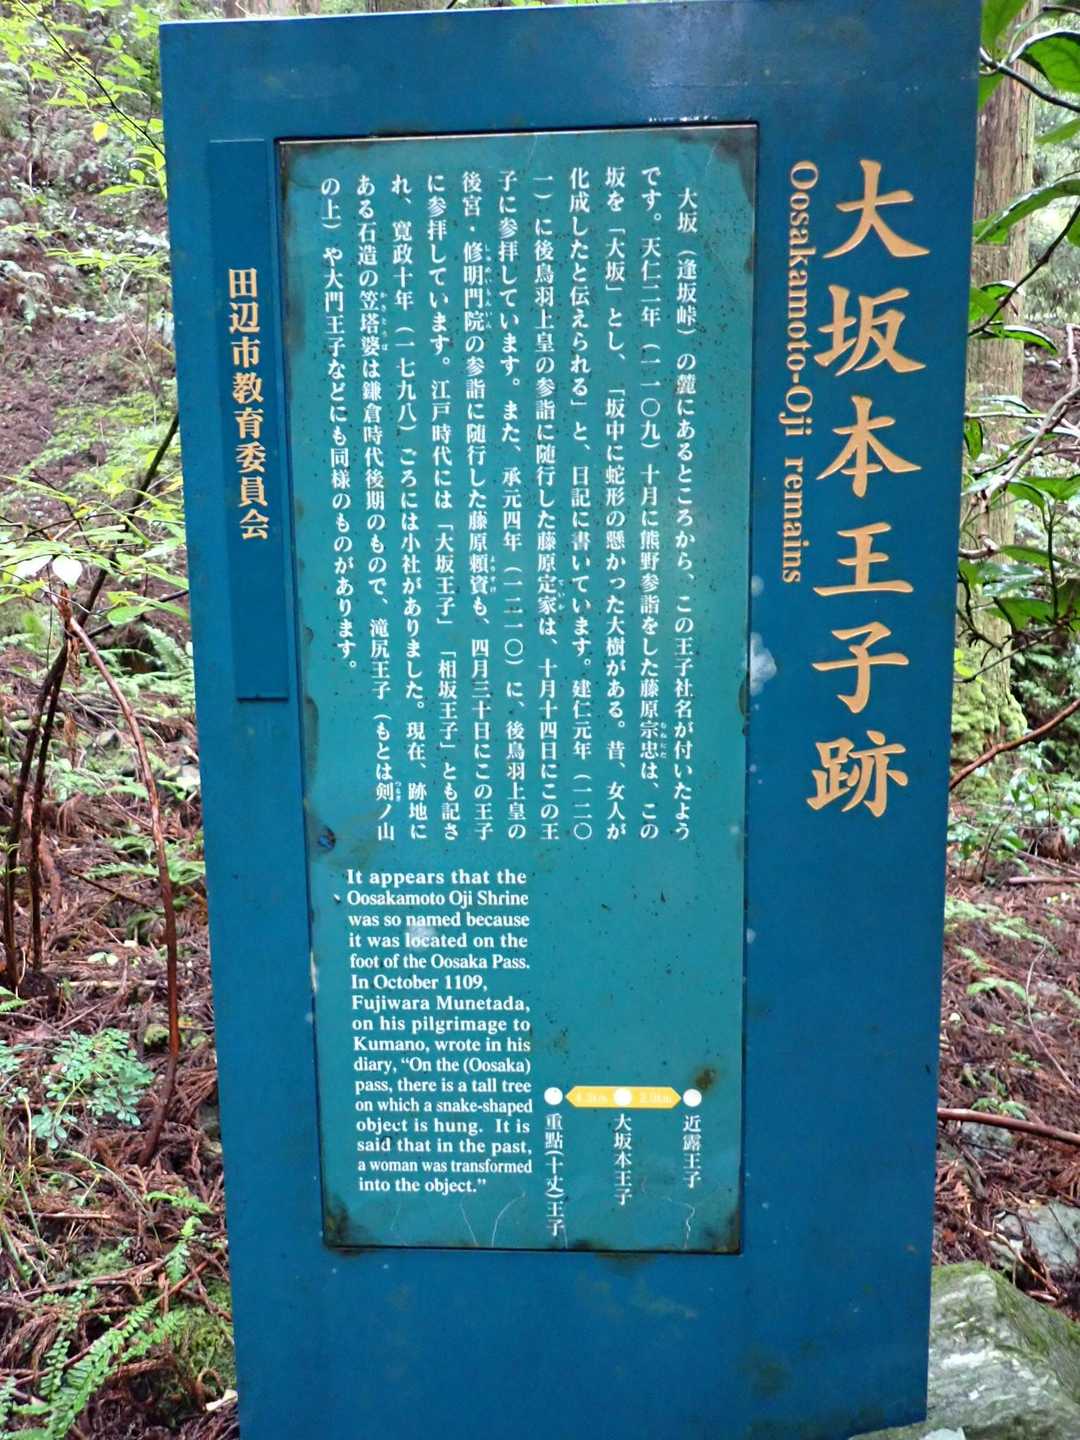 大坂本王子跡
Oosakamoto-Oji remains
大坂（逢坂峠）の麓にあるところから、この王子社名が付いたよう
です。天仁二年（一一〇九）十月に熊野参詣をした藤原宗忠は、この
坂を「大坂」とし、「坂中に蛇形の懸かった大樹がある。昔、女人が
化成したと伝えられる」と、日記に書いています。建仁元年（一二〇
一）に後鳥羽上皇の参詣に随行した藤原定家は、十月十四日にこの王
子に参拝しています。また、承元四年（一二一〇）に、後鳥羽上皇の
後宮・修明門院の参詣に随行した藤原頼資も、四月三十日にこの王子
に参拝しています。江戸時代には「大坂王子」「相坂王子」とも記さ
れ、寛政十年（一七九八）ごろには小社がありました。現在、跡地に
ある石造の笠塔婆は鎌倉時代後期のもので、滝尻王子（もとは剣ノ山
の上）や大門王子などにも同様のものがあります。
It appears that the
Oosakamoto Oji Shrine
was so named because
it was located on the
foot of the Oosaka Pass.
In October 1109,
Fujiwara Munetada,
on his pilgrimage to
Kumano, wrote in his
diary, “On the (Oosaka)
pass, there is a tall tree
on which a snake-shaped
object is hung. It is
said that in the past,
a woman was transformed
into the object.”
近露王子
大坂本王子
重點(十丈)王子
田辺市教育委員会